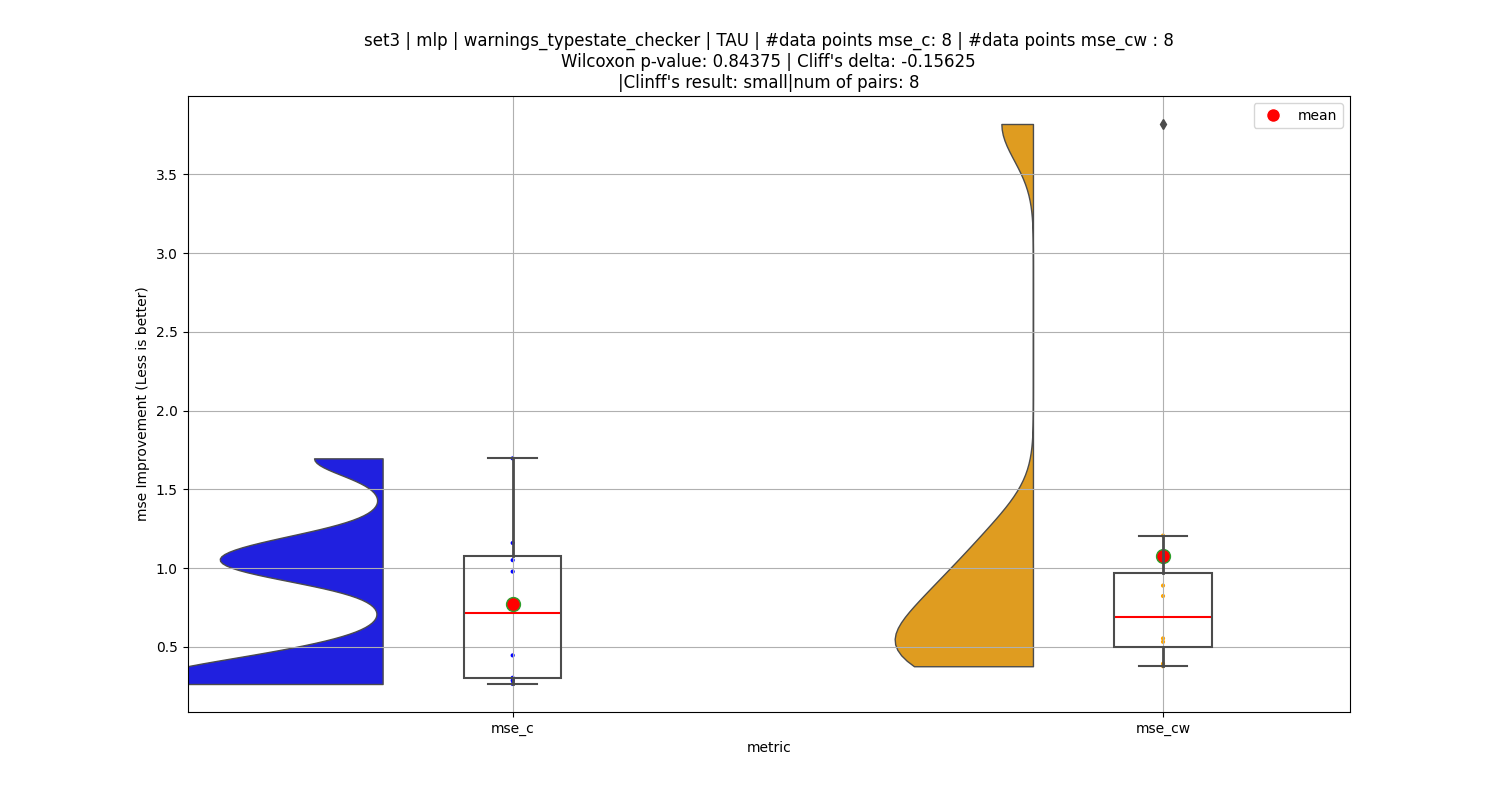 set3 | mlp | warnings_typestate_checker | TAU | #data points mse_c: 8 | #data points mse_cw : 8
Wilcoxon p-value: 0.84375 | Cliff's delta: -0.15625
|Clinff's result: small|num of pairs: 8
mean
mse Improvement (Less is better)
3.5
3.0
2.5
2.0
1.5
1.0
0.5
mse_c
mse_cw
metric